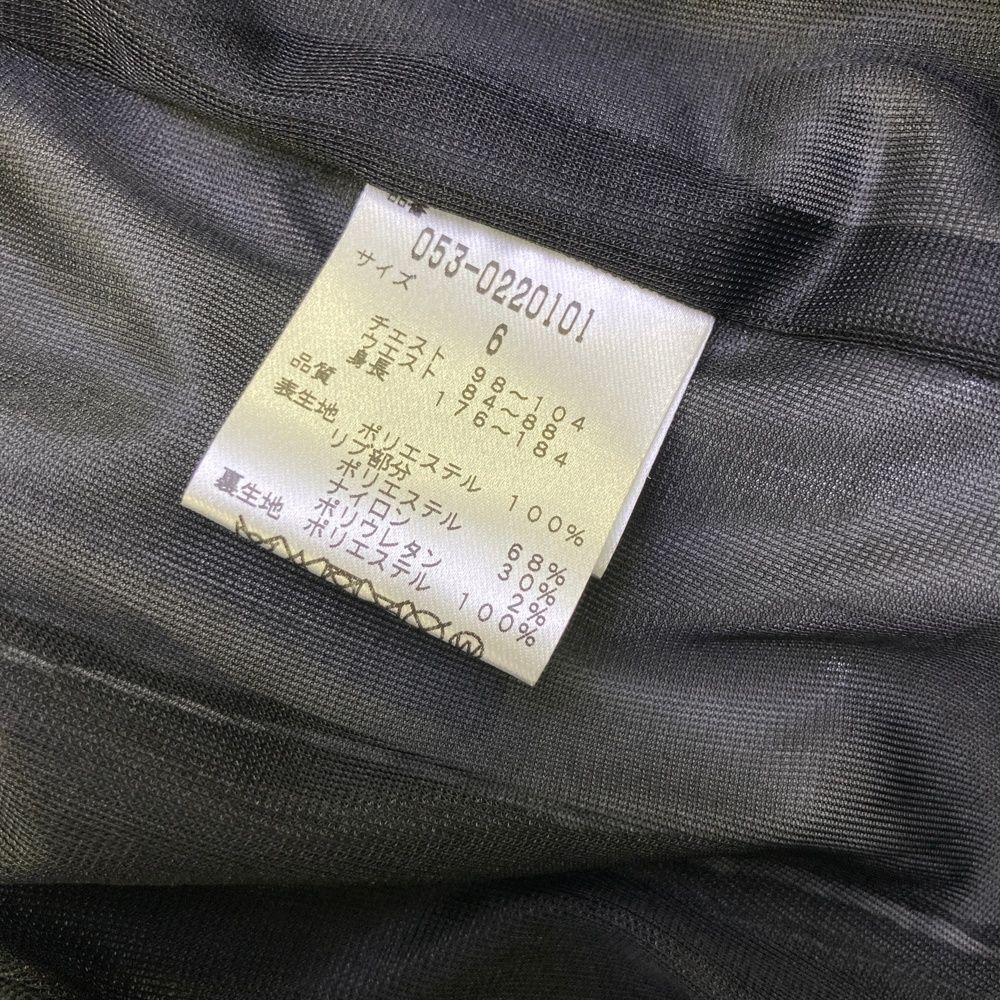 品番
053-0220101
サイズ 6
チエスト 98～104
ウエスト 84～88
身長 176～184
品質
表生地 ポリエステル 100%
リブ部分
ポリエステル 68%
ナイロン 30%
ポリウレタン 2%
裏生地 ポリエステル 100%
W